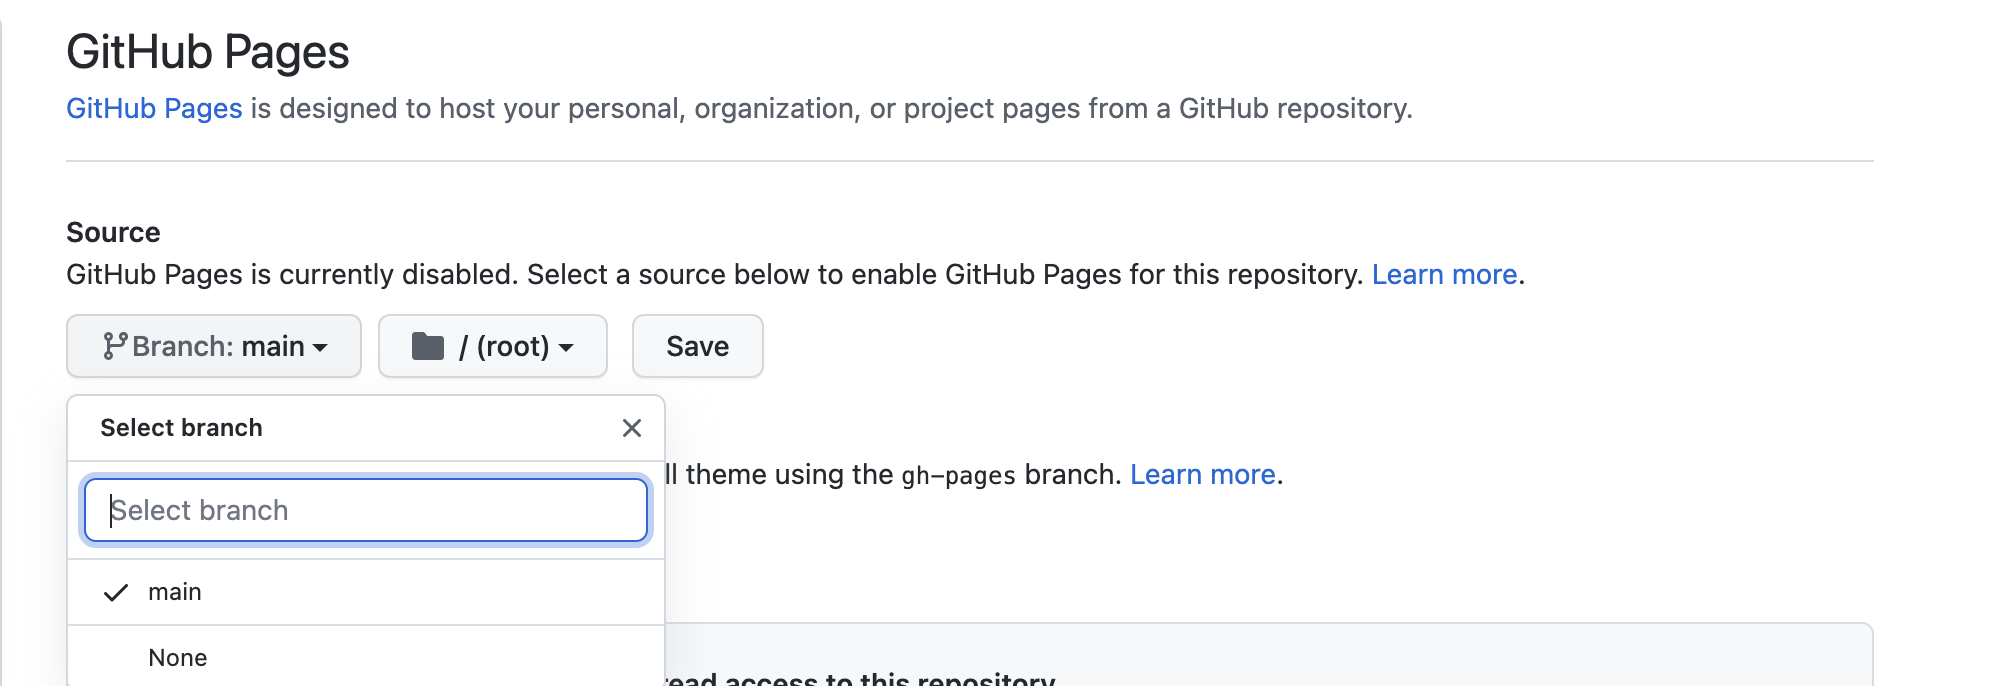 GitHub Pages
GitHub Pages is designed to host your personal, organization, or project pages from a GitHub repository.
Source
GitHub Pages is currently disabled. Select a source below to enable GitHub Pages for this repository. Learn more.
Branch: main / (root) Save
Select branch
theme using the gh-pages branch. Learn more.
Select branch
main
None
access to this repository